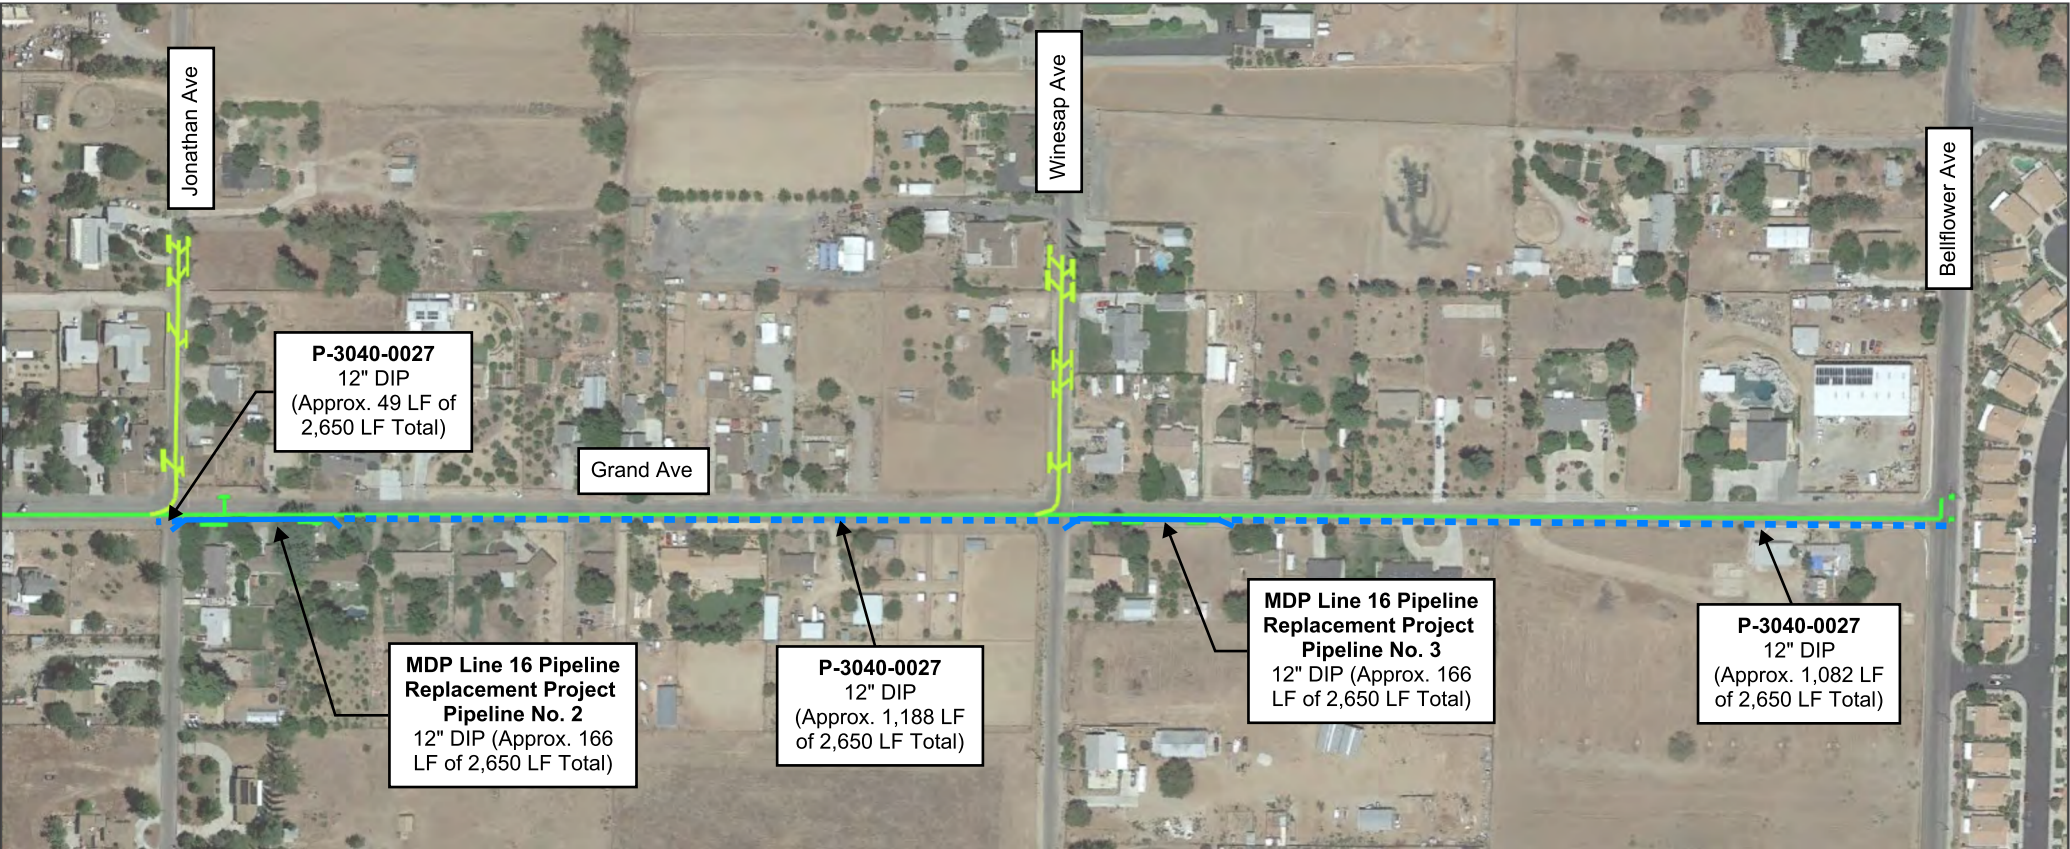 Jonathan Ave
Winesap Ave
Bellflower Ave
P-3040-0027
12" DIP
(Approx. 49 LF of
2,650 LF Total)
Grand Ave
MDP Line 16 Pipeline
Replacement Project
Pipeline No. 2
12" DIP (Approx. 166
LF of 2,650 LF Total)
P-3040-0027
12" DIP
(Approx. 1,188 LF
of 2,650 LF Total)
MDP Line 16 Pipeline
Replacement Project
Pipeline No. 3
12" DIP (Approx. 166
LF of 2,650 LF Total)
P-3040-0027
12" DIP
(Approx. 1,082 LF
of 2,650 LF Total)